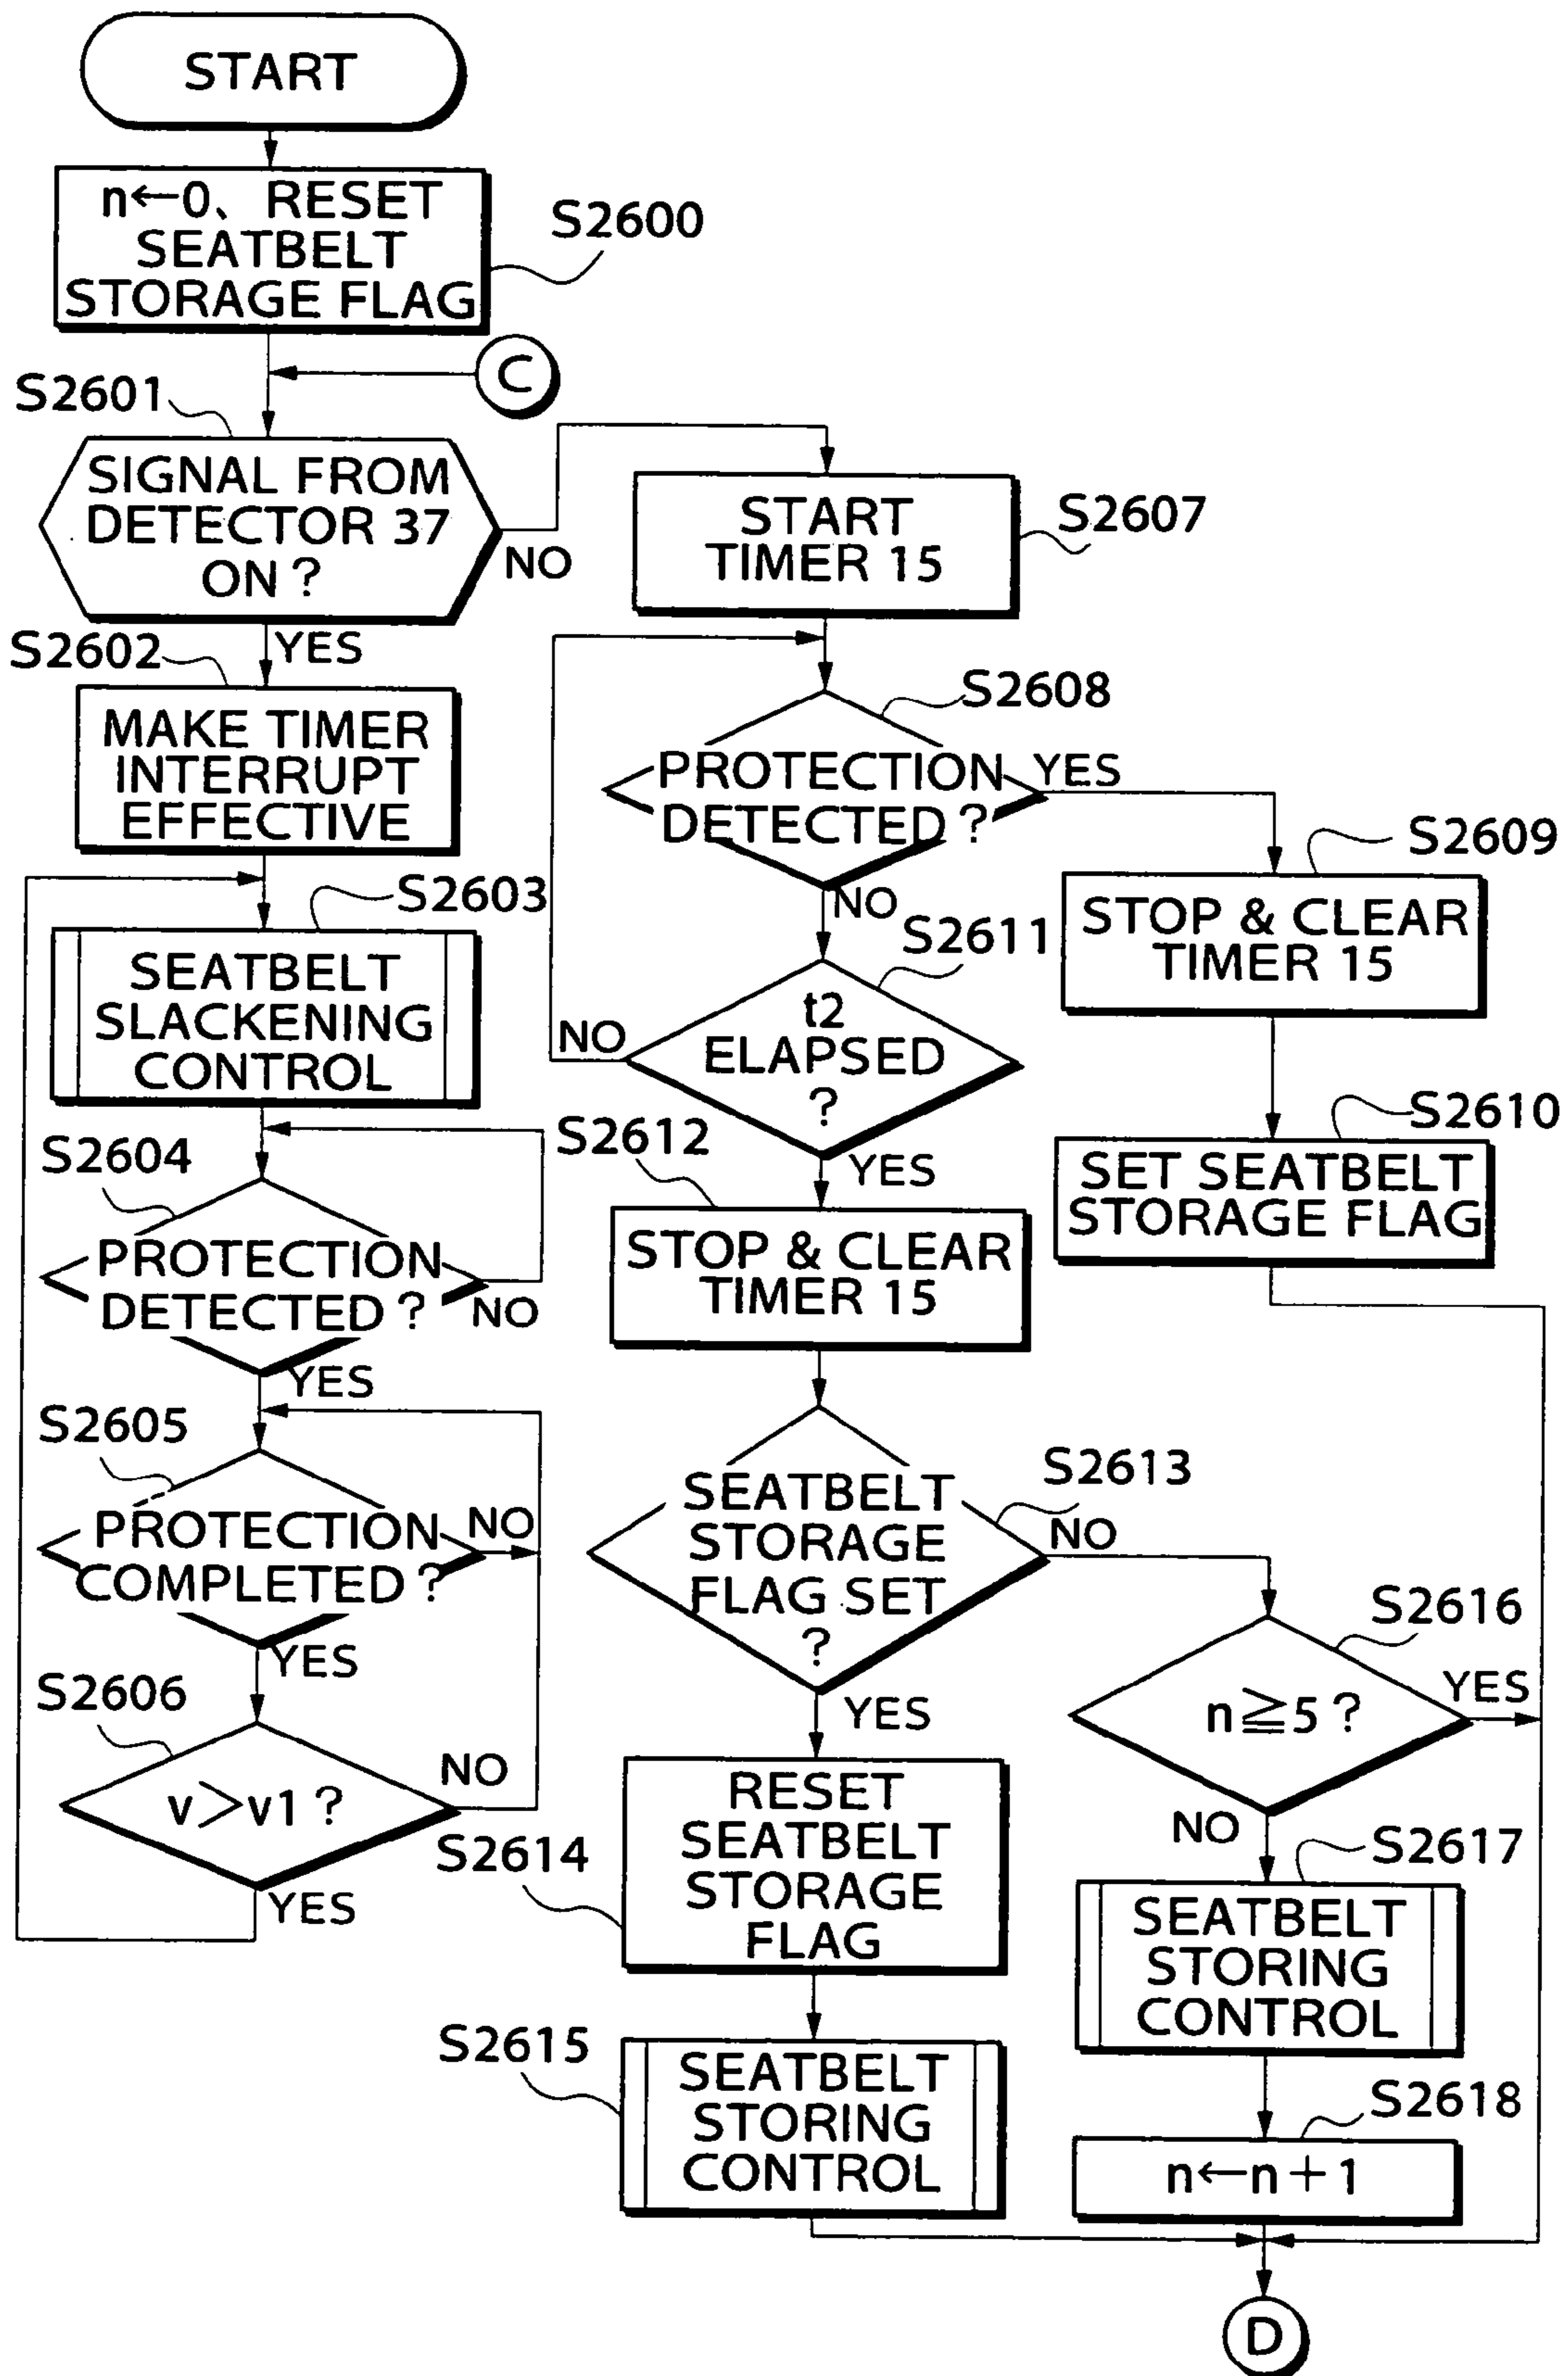 START
n←0、RESET
SEATBELT
STORAGE FLAG
S2600
C
S2601
SIGNAL FROM
DETECTOR 37
ON ?
NO
YES
S2602
MAKE TIMER
INTERRUPT
EFFECTIVE
S2603
SEATBELT
SLACKENING
CONTROL
S2604
PROTECTION
DETECTED ?
NO
YES
S2605
PROTECTION
COMPLETED ?
NO
YES
S2606
v>v1 ?
NO
YES
START
TIMER 15
S2607
S2608
PROTECTION
DETECTED ?
YES
NO
S2609
STOP & CLEAR
TIMER 15
S2610
SET SEATBELT
STORAGE FLAG
S2611
t2
ELAPSED
?
NO
YES
S2612
STOP & CLEAR
TIMER 15
S2613
SEATBELT
STORAGE
FLAG SET
?
NO
YES
S2614
RESET
SEATBELT
STORAGE
FLAG
S2615
SEATBELT
STORING
CONTROL
S2616
n≧5 ?
YES
NO
S2617
SEATBELT
STORING
CONTROL
S2618
n←n+1
D